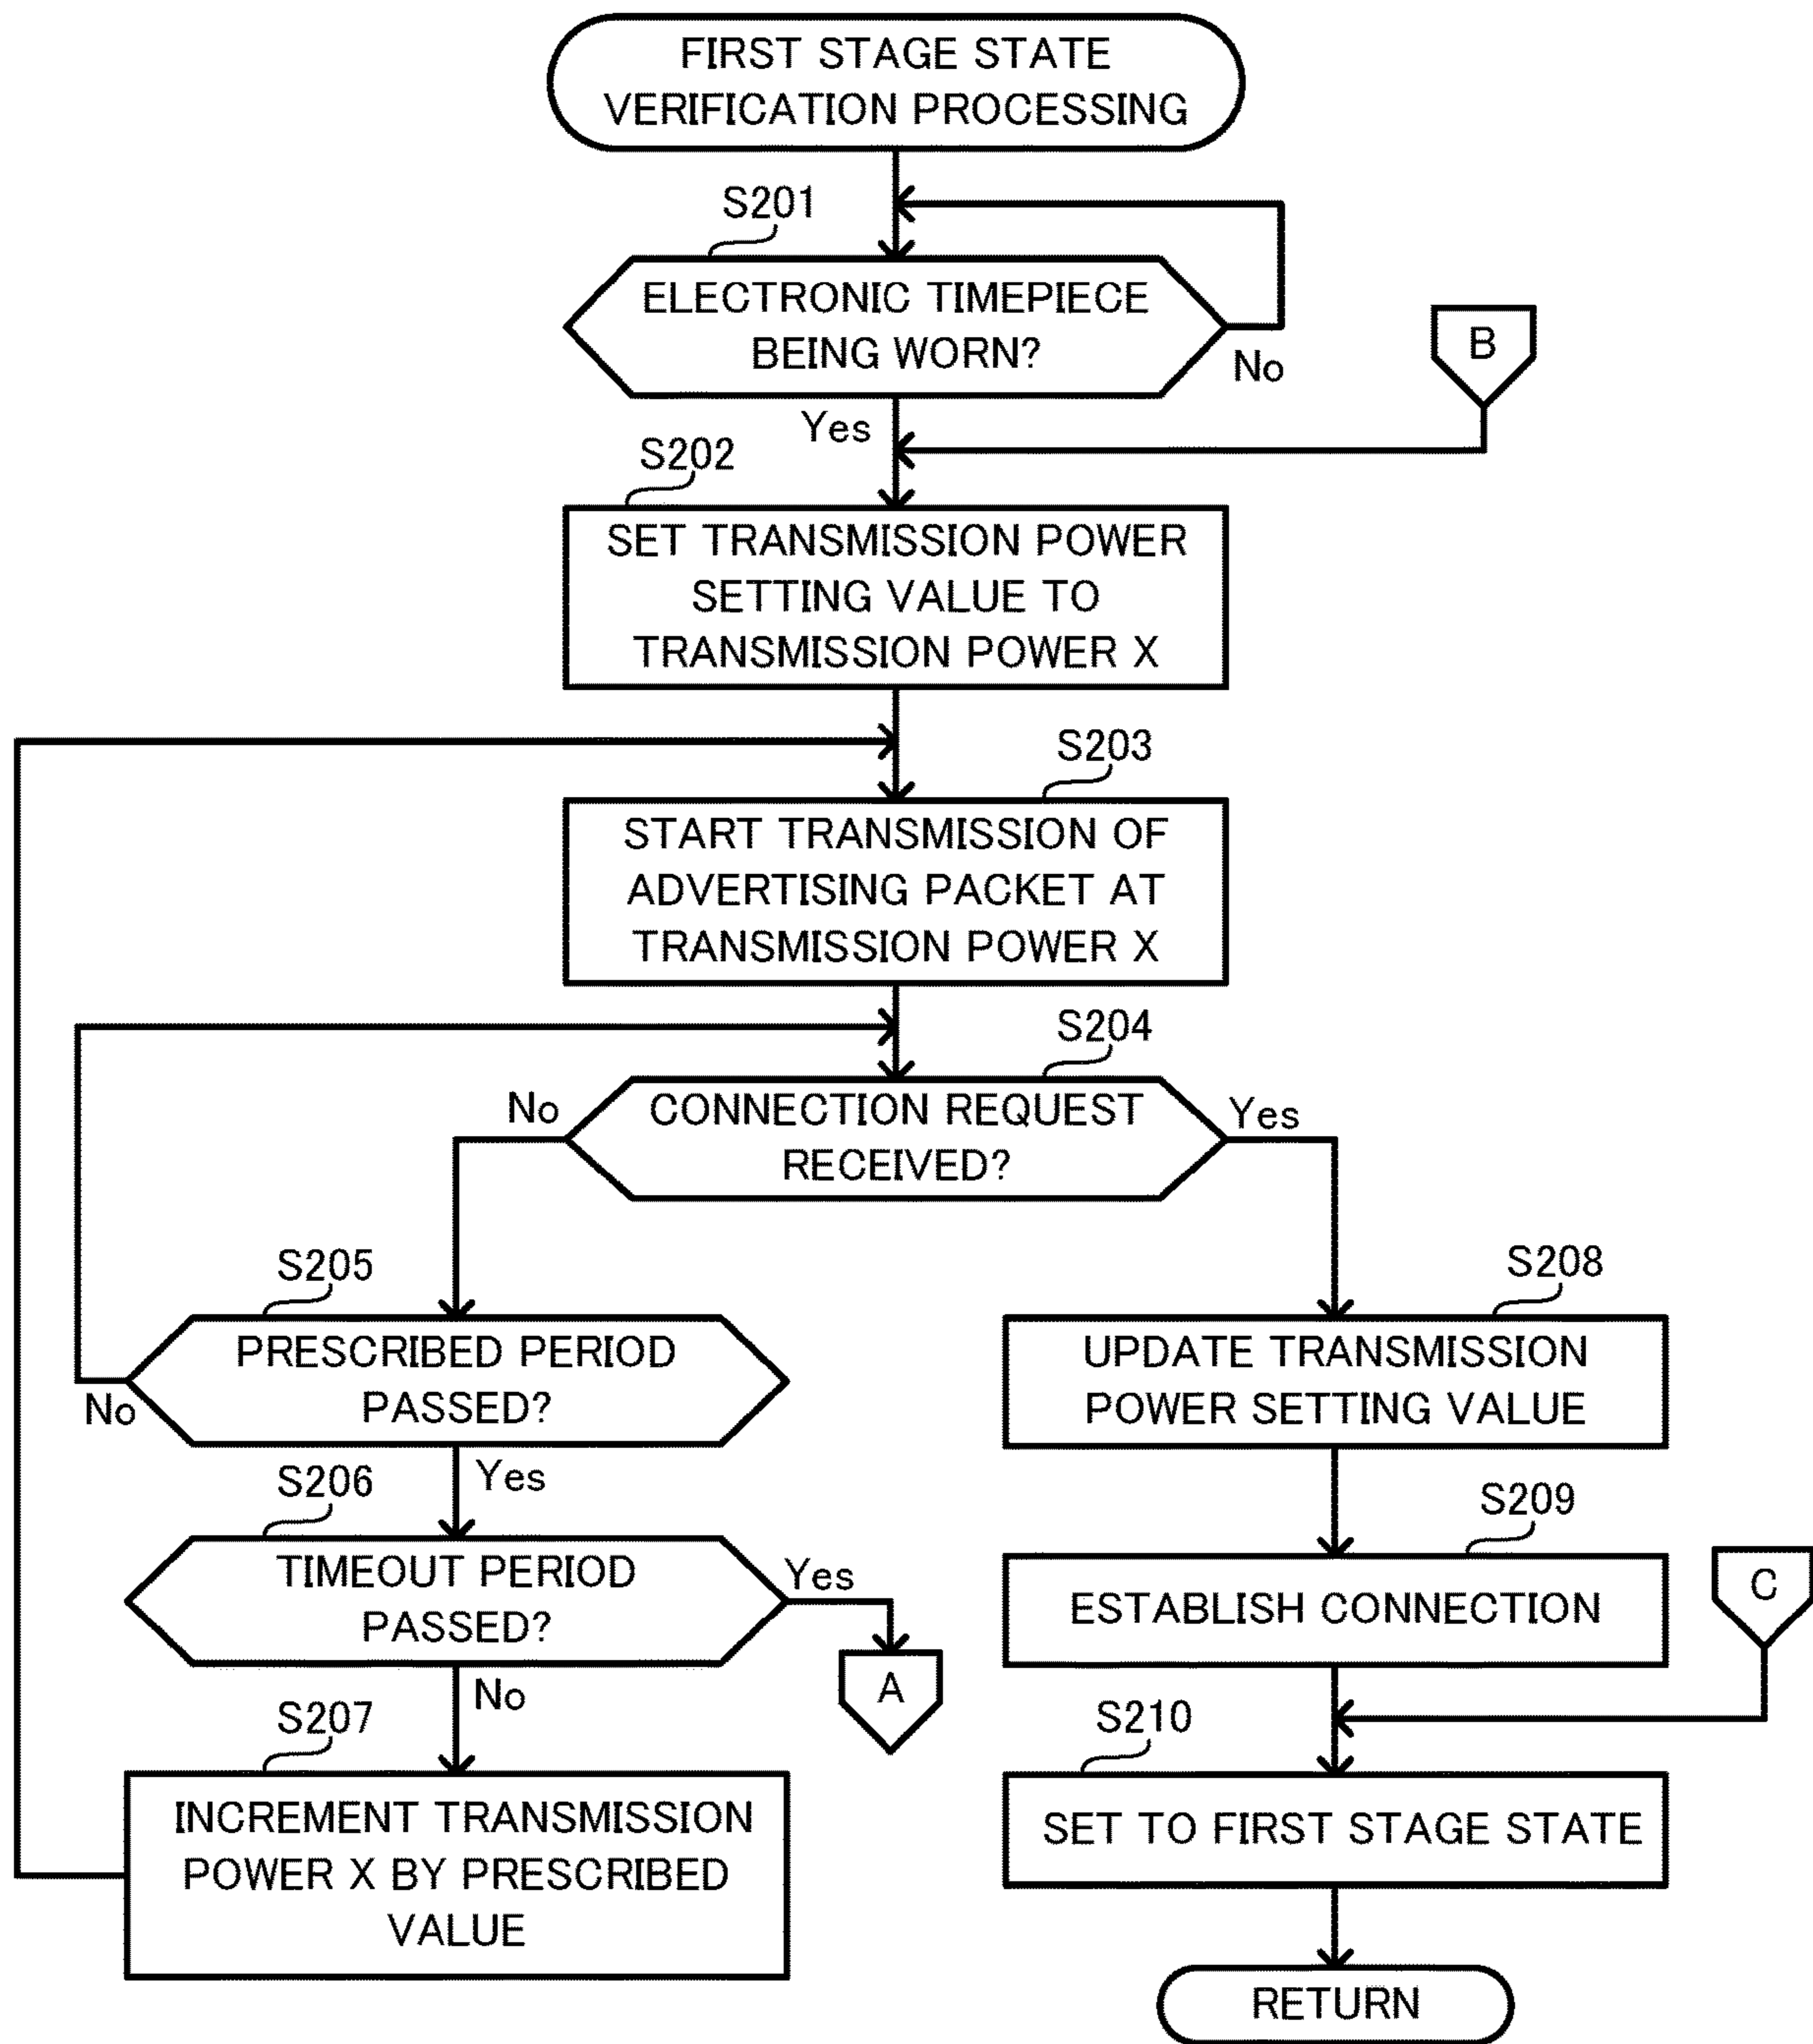 FIRST STAGE STATE
VERIFICATION PROCESSING
S201
ELECTRONIC TIMEPIECE
BEING WORN?
No
B
Yes
S202
SET TRANSMISSION POWER
SETTING VALUE TO
TRANSMISSION POWER X
S203
START TRANSMISSION OF
ADVERTISING PACKET AT
TRANSMISSION POWER X
S204
No
CONNECTION REQUEST
RECEIVED?
Yes
S205
PRESCRIBED PERIOD
PASSED?
No
Yes
S206
TIMEOUT PERIOD
PASSED?
Yes
A
No
S207
INCREMENT TRANSMISSION
POWER X BY PRESCRIBED
VALUE
S208
UPDATE TRANSMISSION
POWER SETTING VALUE
S209
ESTABLISH CONNECTION
C
S210
SET TO FIRST STAGE STATE
RETURN